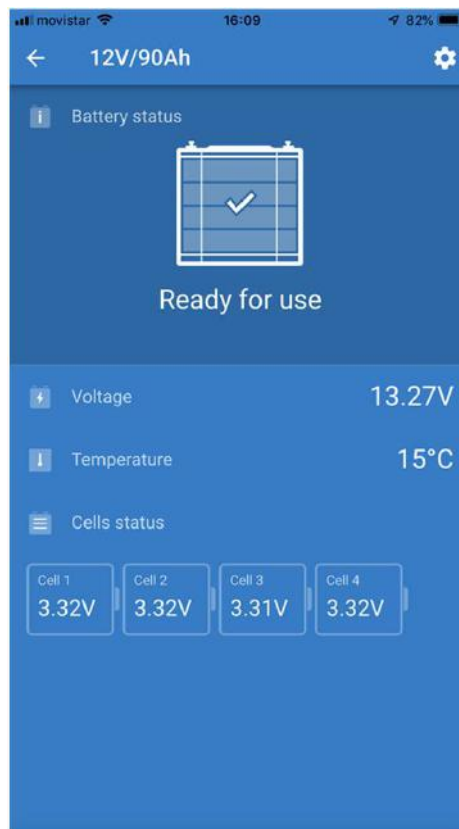 movistar 16:09 82%
12V/90Ah
Battery status
Ready for use
Voltage 13.27V
Temperature 15°C
Cells status
Cell 1 Cell 2 Cell 3 Cell 4
3.32V 3.32V 3.31V 3.32V